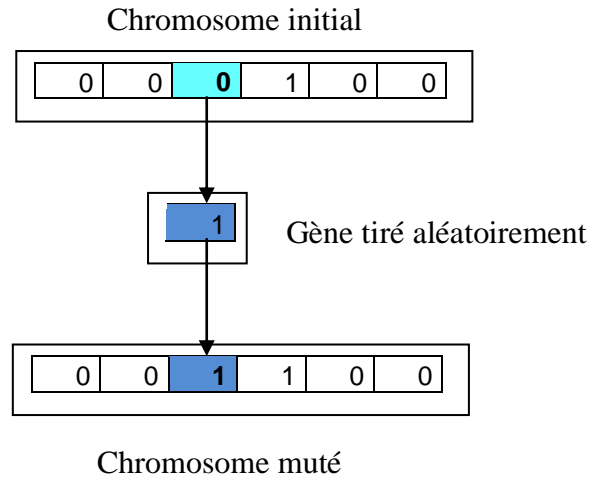 Chromosome initial
0 0 0 1 0 0
1
Gène tiré aléatoirement
0 0 1 1 0 0
Chromosome muté